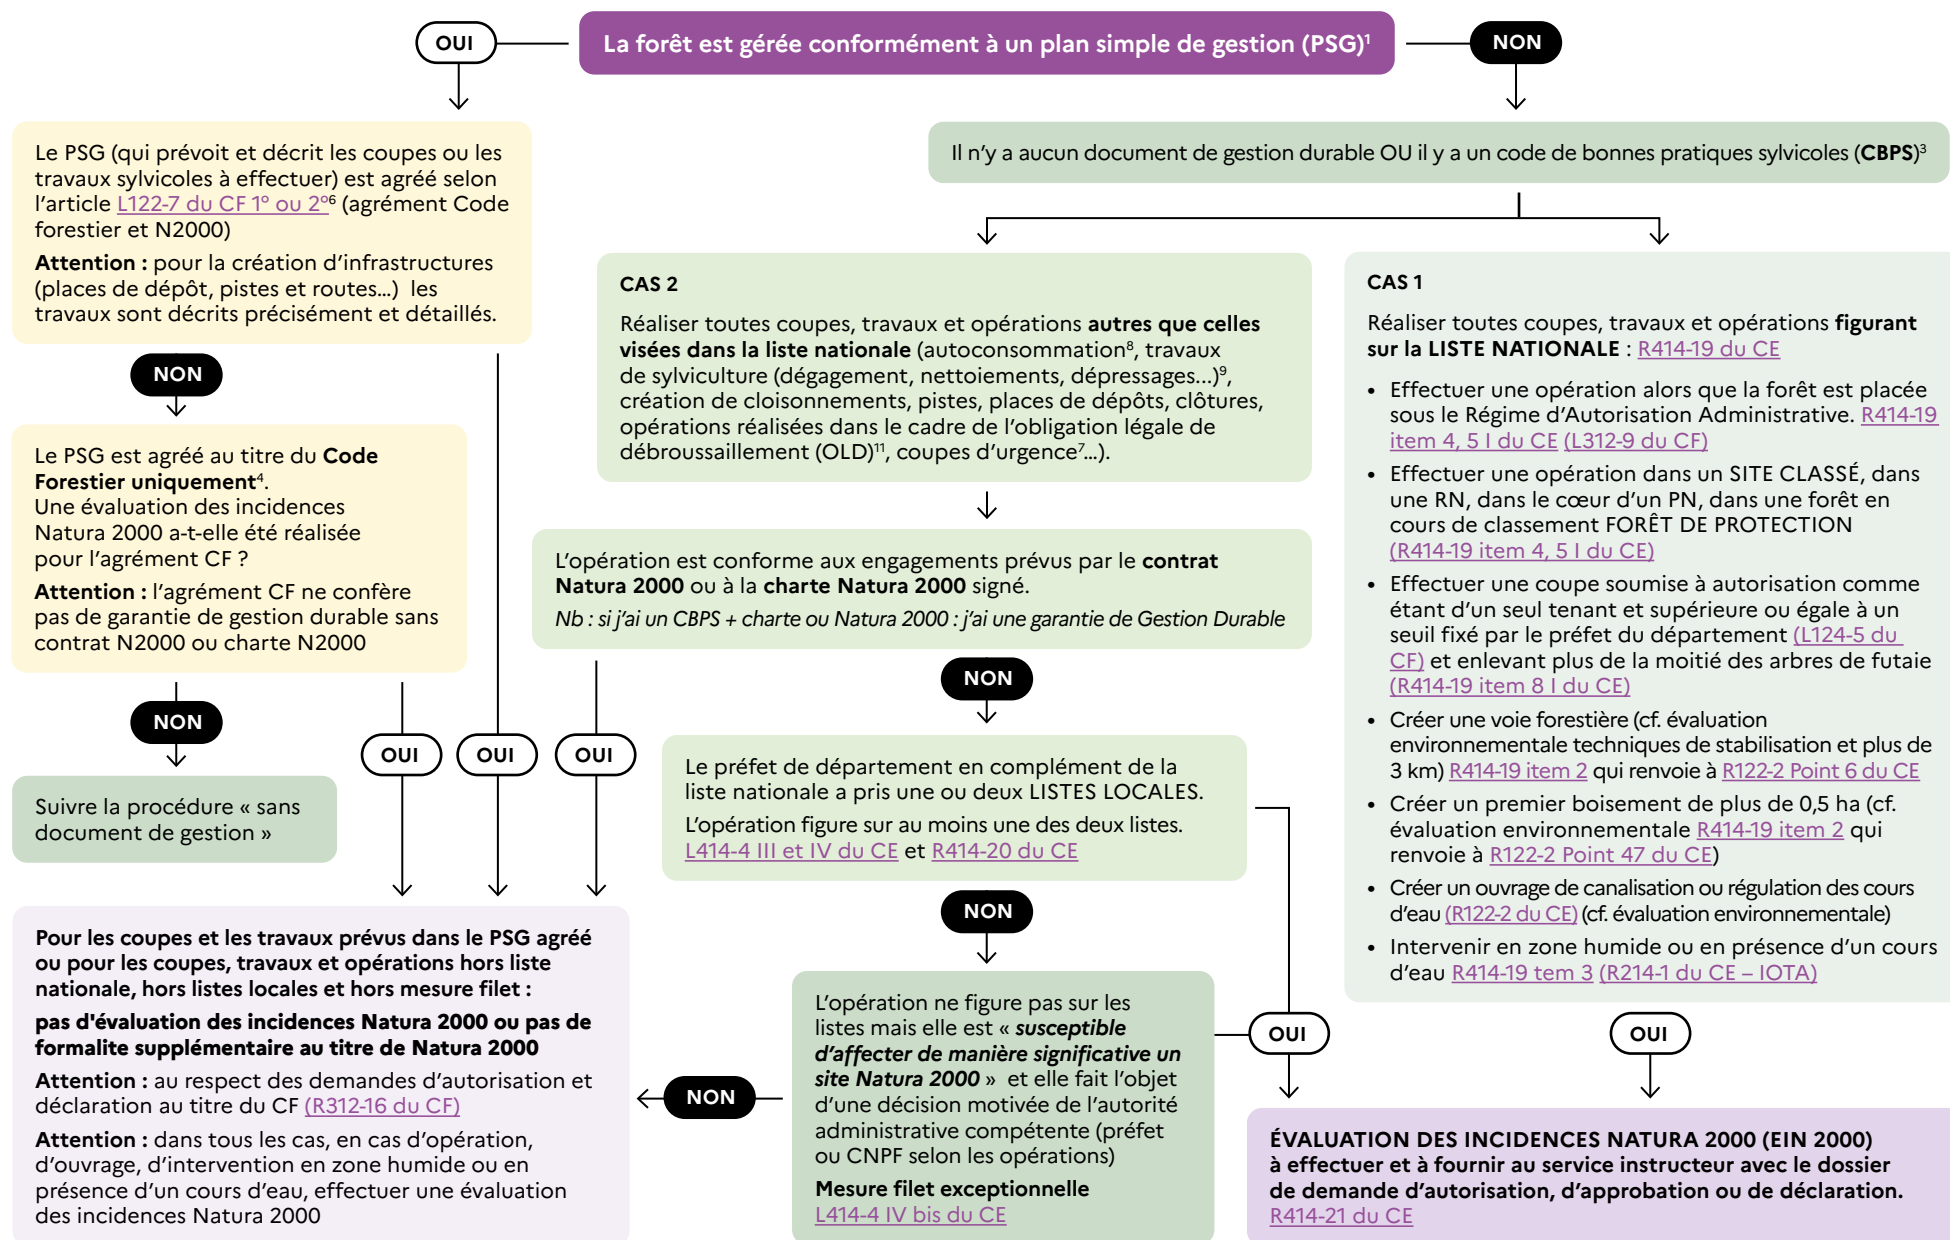 La forêt est gérée conformément à un plan simple de gestion (PSG)¹
OUI
NON
Le PSG (qui prévoit et décrit les coupes ou les
travaux sylvicoles à effectuer) est agréé selon
l'article L122-7 du CF 1° ou 2°⁶ (agrément Code
forestier et N2000)
Attention : pour la création d'infrastructures
(places de dépôt, pistes et routes...) les
travaux sont décrits précisément et détaillés.
NON
Le PSG est agréé au titre du Code
Forestier uniquement⁴.
Une évaluation des incidences
Natura 2000 a-t-elle été réalisée
pour l'agrément CF ?
Attention : l'agrément CF ne confère
pas de garantie de gestion durable sans
contrat N2000 ou charte N2000
NON
OUI
OUI
OUI
Suivre la procédure « sans
document de gestion »
Pour les coupes et les travaux prévus dans le PSG agréé
ou pour les coupes, travaux et opérations hors liste
nationale, hors listes locales et hors mesure filet :
pas d'évaluation des incidences Natura 2000 ou pas de
formalite supplémentaire au titre de Natura 2000
Attention : au respect des demandes d'autorisation et
déclaration au titre du CF (R312-16 du CF)
Attention : dans tous les cas, en cas d'opération,
d'ouvrage, d'intervention en zone humide ou en
présence d'un cours d'eau, effectuer une évaluation
des incidences Natura 2000
Il n'y a aucun document de gestion durable OU il y a un code de bonnes pratiques sylvicoles (CBPS)³
CAS 2
Réaliser toutes coupes, travaux et opérations autres que celles
visées dans la liste nationale (autoconsommation⁸, travaux
de sylviculture (dégagement, nettoiements, dépressages...)⁹,
création de cloisonnements, pistes, places de dépôts, clôtures,
opérations réalisées dans le cadre de l'obligation légale de
débroussaillement (OLD)¹¹, coupes d'urgence⁷...).
L'opération est conforme aux engagements prévus par le contrat
Natura 2000 ou à la charte Natura 2000 signé.
Nb : si j'ai un CBPS + charte ou Natura 2000 : j'ai une garantie de Gestion Durable
NON
Le préfet de département en complément de la
liste nationale a pris une ou deux LISTES LOCALES.
L'opération figure sur au moins une des deux listes.
L414-4 III et IV du CE et R414-20 du CE
NON
L'opération ne figure pas sur les
listes mais elle est « susceptible
d'affecter de manière significative un
site Natura 2000 » et elle fait l'objet
d'une décision motivée de l'autorité
administrative compétente (préfet
ou CNPF selon les opérations)
Mesure filet exceptionnelle
L414-4 IV bis du CE
NON
OUI
CAS 1
Réaliser toutes coupes, travaux et opérations figurant
sur la LISTE NATIONALE : R414-19 du CE
• Effectuer une opération alors que la forêt est placée
sous le Régime d'Autorisation Administrative. R414-19
item 4, 5 I du CE (L312-9 du CF)
• Effectuer une opération dans un SITE CLASSÉ, dans
une RN, dans le cœur d'un PN, dans une forêt en
cours de classement FORÊT DE PROTECTION
(R414-19 item 4, 5 I du CE)
• Effectuer une coupe soumise à autorisation comme
étant d'un seul tenant et supérieure ou égale à un
seuil fixé par le préfet du département (L124-5 du
CF) et enlevant plus de la moitié des arbres de futaie
(R414-19 item 8 I du CE)
• Créer une voie forestière (cf. évaluation
environnementale techniques de stabilisation et plus de
3 km) R414-19 item 2 qui renvoie à R122-2 Point 6 du CE
• Créer un premier boisement de plus de 0,5 ha (cf.
évaluation environnementale R414-19 item 2 qui
renvoie à R122-2 Point 47 du CE)
• Créer un ouvrage de canalisation ou régulation des cours
d'eau (R122-2 du CE) (cf. évaluation environnementale)
• Intervenir en zone humide ou en présence d'un cours
d'eau R414-19 tem 3 (R214-1 du CE – IOTA)
OUI
ÉVALUATION DES INCIDENCES NATURA 2000 (EIN 2000)
à effectuer et à fournir au service instructeur avec le dossier
de demande d'autorisation, d'approbation ou de déclaration.
R414-21 du CE